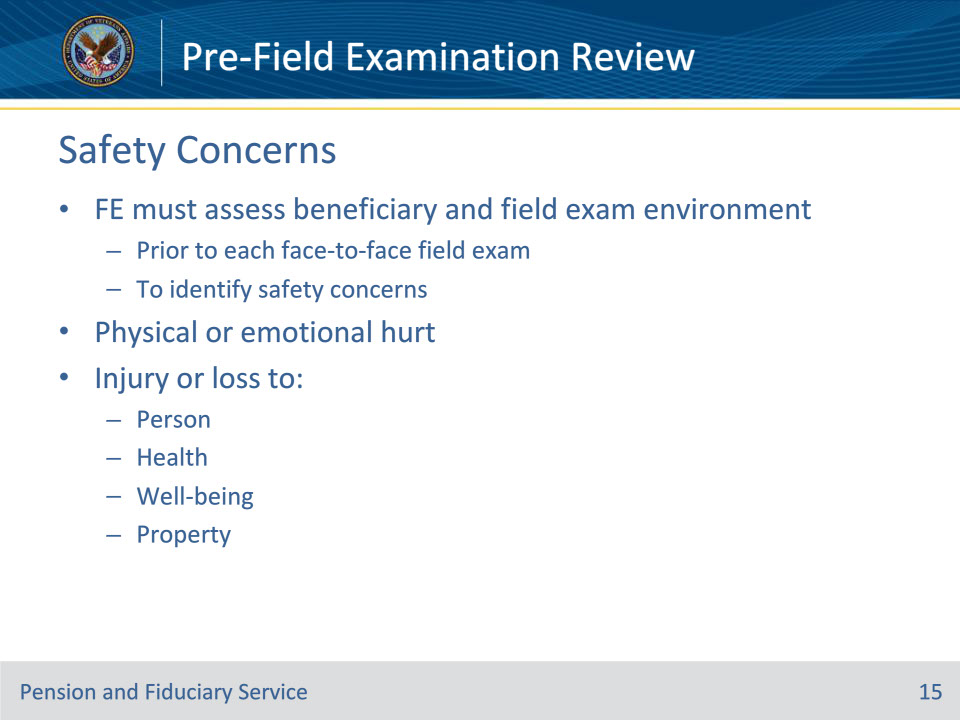 Pre-Field Examination Review
Safety Concerns
• FE must assess beneficiary and field exam environment
– Prior to each face-to-face field exam
– To identify safety concerns
• Physical or emotional hurt
• Injury or loss to:
– Person
– Health
– Well-being
– Property
Pension and Fiduciary Service
15